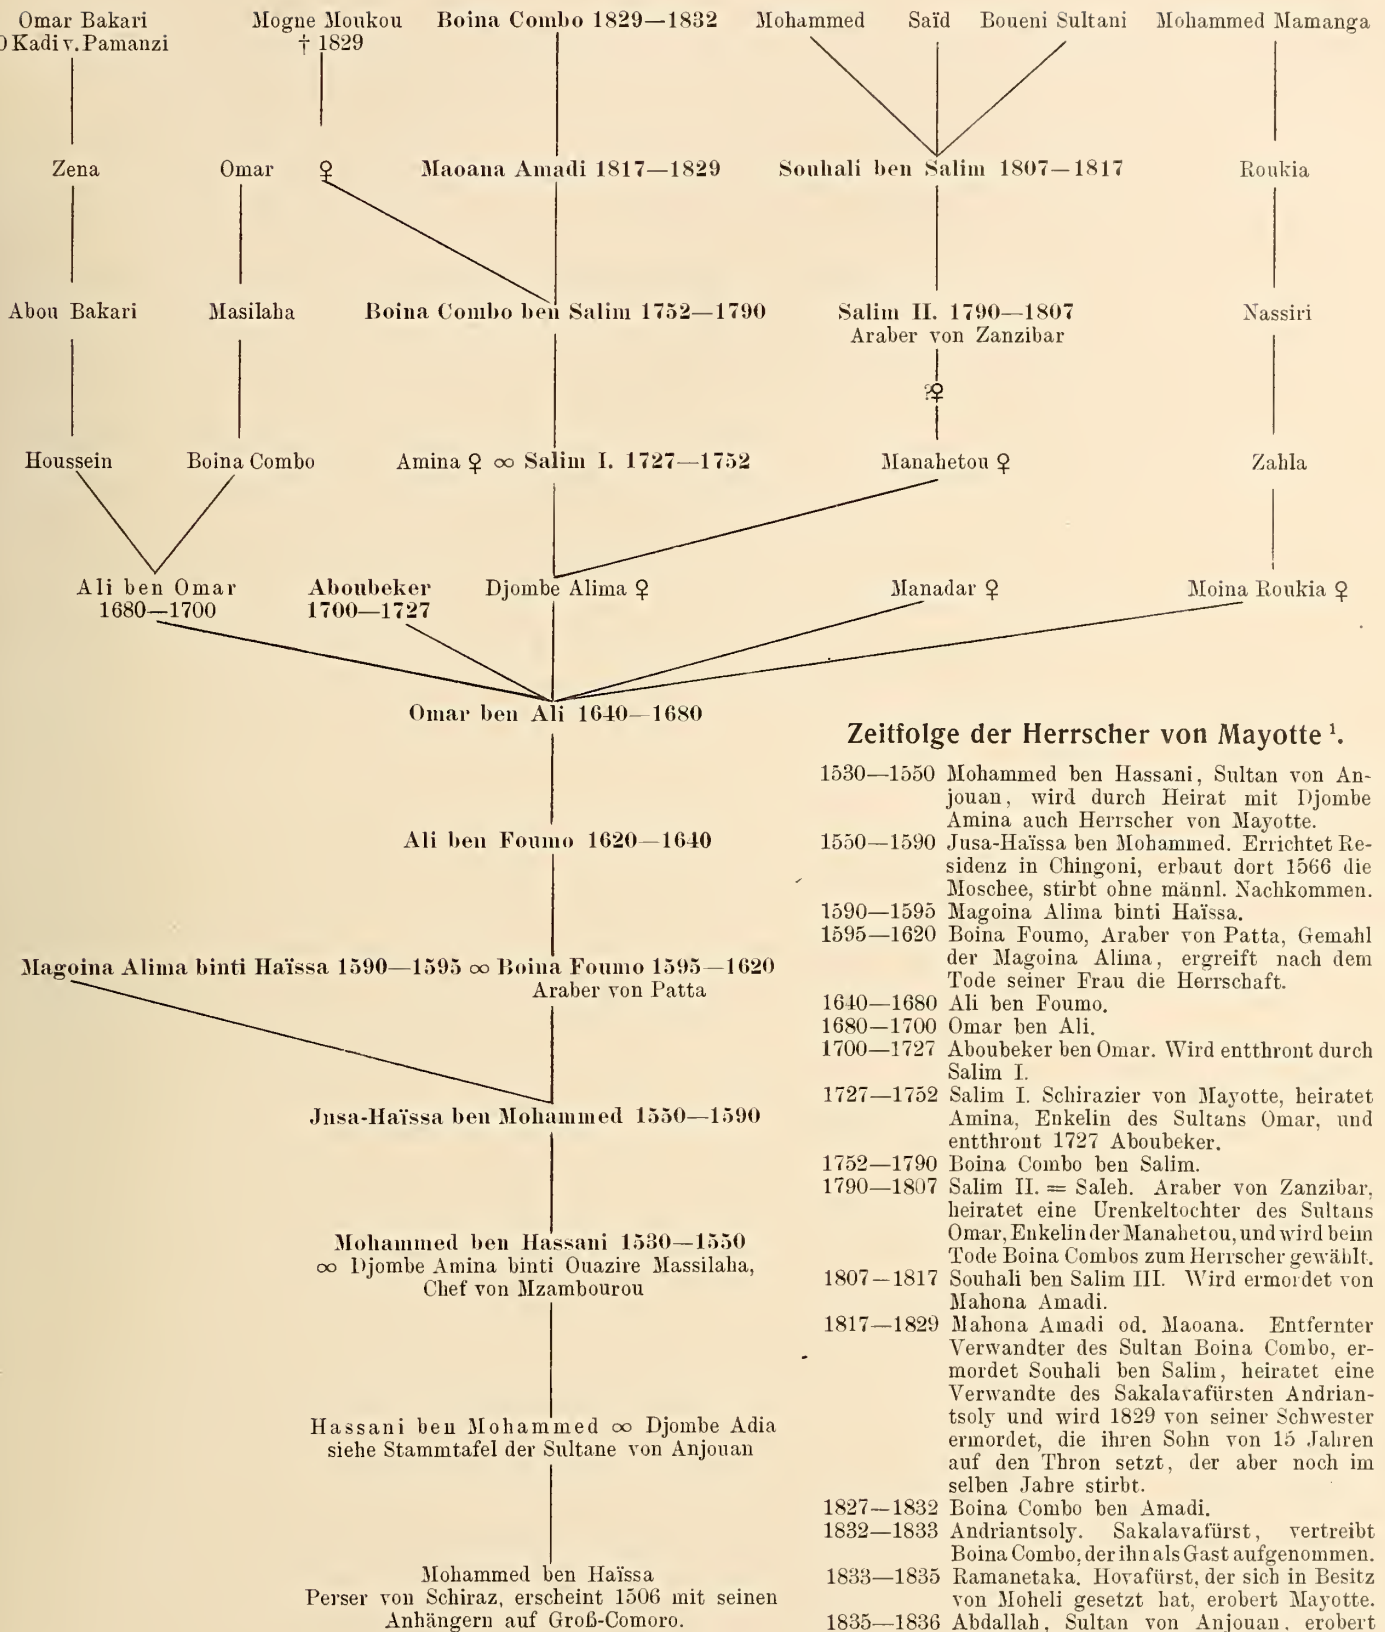 Omar Bakari Mogne Moukou Boina Combo 1829—1832 Mohammed Saïd Boueni Sultani Mohammed Mamanga
Kadi v. Pamanzi † 1829
Zena Omar ♀ Maoana Amadi 1817—1829 Souhali ben Salim 1807—1817 Roukia
Abou Bakari Masilaha Boina Combo ben Salim 1752—1790 Salim II. 1790—1807 Nassiri
Araber von Zanzibar
?♀
Houssein Boina Combo Amina ♀ ∞ Salim I. 1727—1752 Manahetou ♀ Zahla
Ali ben Omar Aboubeker Djombe Alima ♀ Manadar ♀ Moina Roukia ♀
1680—1700 1700—1727
Omar ben Ali 1640—1680
Ali ben Foumo 1620—1640
Magoina Alima binti Haïssa 1590—1595 ∞ Boina Foumo 1595—1620
Araber von Patta
Jusa-Haïssa ben Mohammed 1550—1590
Mohammed ben Hassani 1530—1550
∞ Djombe Amina binti Ouazire Massilaha,
Chef von Mzambourou
Hassani ben Mohammed ∞ Djombe Adia
siehe Stammtafel der Sultane von Anjouan
Mohammed ben Haïssa
Perser von Schiraz, erscheint 1506 mit seinen
Anhängern auf Groß-Comoro.
Zeitfolge der Herrscher von Mayotte ¹.
1530—1550 Mohammed ben Hassani, Sultan von An-
jouan, wird durch Heirat mit Djombe
Amina auch Herrscher von Mayotte.
1550—1590 Jusa-Haïssa ben Mohammed. Errichtet Re-
sidenz in Chingoni, erbaut dort 1566 die
Moschee, stirbt ohne männl. Nachkommen.
1590—1595 Magoina Alima binti Haïssa.
1595—1620 Boina Foumo, Araber von Patta, Gemahl
der Magoina Alima, ergreift nach dem
Tode seiner Frau die Herrschaft.
1640—1680 Ali ben Foumo.
1680—1700 Omar ben Ali.
1700—1727 Aboubeker ben Omar. Wird entthront durch
Salim I.
1727—1752 Salim I. Schirazier von Mayotte, heiratet
Amina, Enkelin des Sultans Omar, und
entthront 1727 Aboubeker.
1752—1790 Boina Combo ben Salim.
1790—1807 Salim II. = Saleh. Araber von Zanzibar,
heiratet eine Urenkeltochter des Sultans
Omar, Enkelin der Manahetou, und wird beim
Tode Boina Combos zum Herrscher gewählt.
1807—1817 Souhali ben Salim III. Wird ermordet von
Mahona Amadi.
1817—1829 Mahona Amadi od. Maoana. Entfernter
Verwandter des Sultan Boina Combo, er-
mordet Souhali ben Salim, heiratet eine
Verwandte des Sakalavafürsten Andrian-
tsoly und wird 1829 von seiner Schwester
ermordet, die ihren Sohn von 15 Jahren
auf den Thron setzt, der aber noch im
selben Jahre stirbt.
1827—1832 Boina Combo ben Amadi.
1832—1833 Andriantsoly. Sakalavafürst, vertreibt
Boina Combo, der ihn als Gast aufgenommen.
1833—1835 Ramanetaka. Hovafürst, der sich in Besitz
von Moheli gesetzt hat, erobert Mayotte.
1835—1836 Abdallah, Sultan von Anjouan, erobert